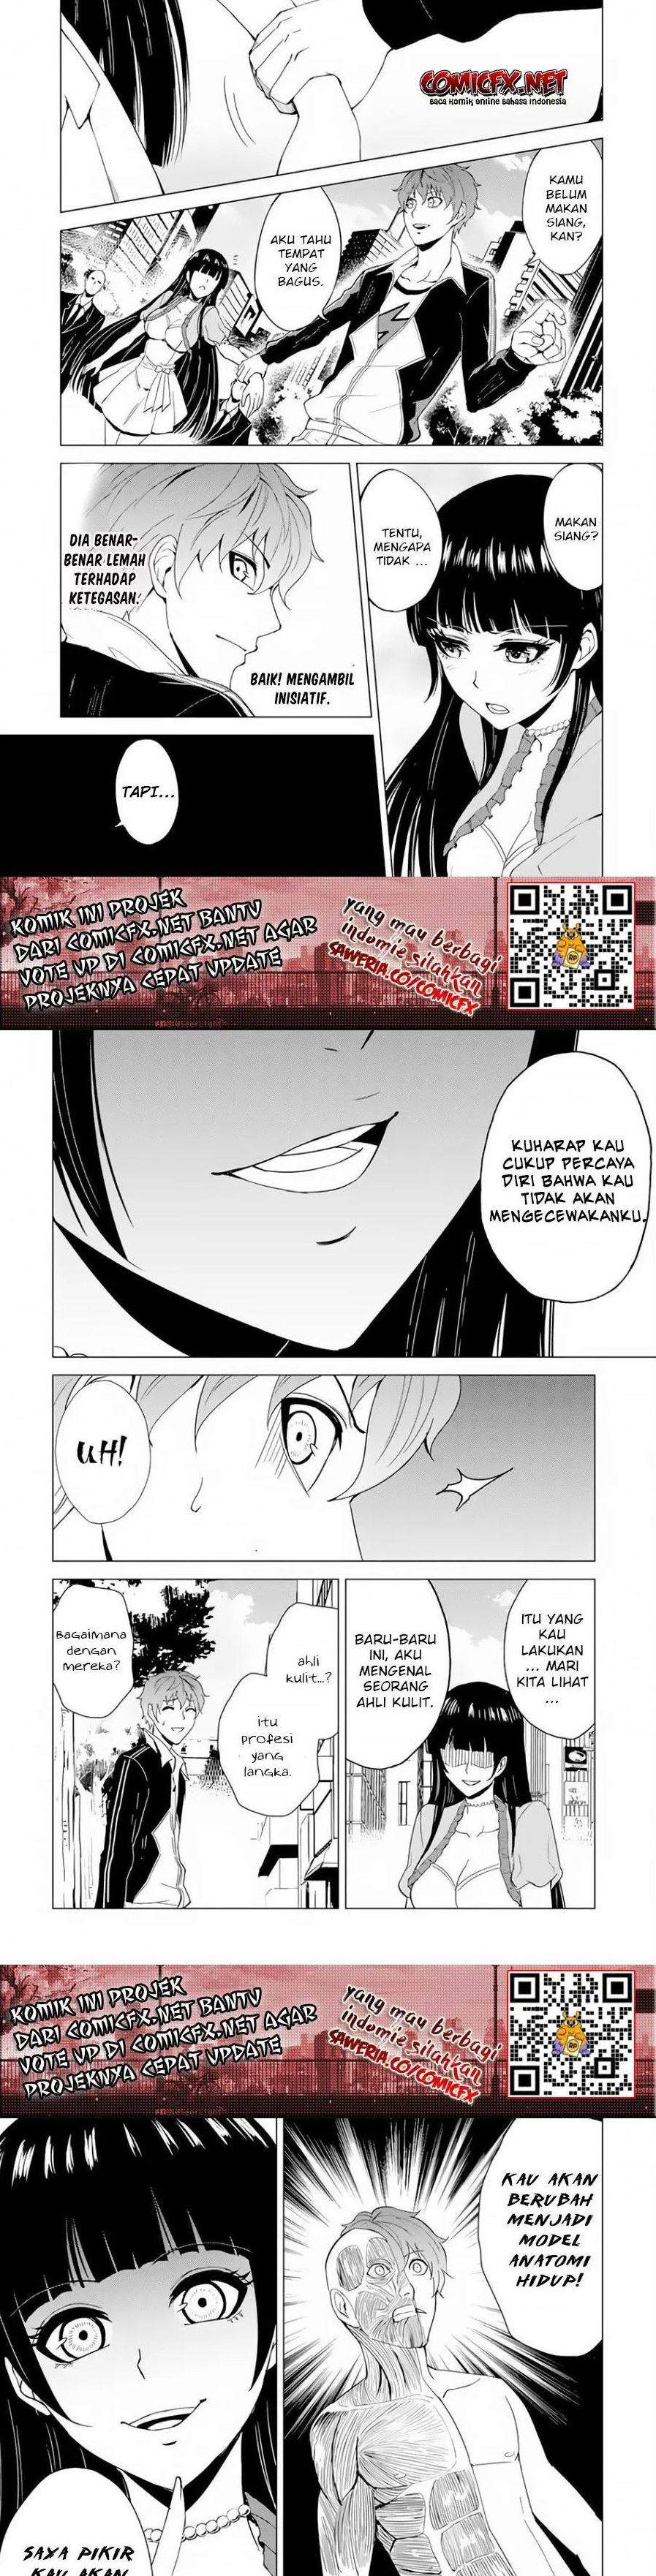 COMICFX.NET
Baca Komik Online Bahasa Indonesia
KAMU
BELUM
MAKAN
SIANG,
KAN?
AKU TAHU
TEMPAT
YANG
BAGUS.
MAKAN
SIANG?
TENTU,
MENGAPA
TIDAK ...
DIA BENAR-
BENAR LEMAH
TERHADAP
KETEGASAN.
BAIK! MENGAMBIL
INISIATIF.
TAPI...
KOMIK INI PROJEK
DARI COMICFX.NET BANTU
VOTE UP DI COMICFX.NET AGAR
PROJEKNYA CEPAT UPDATE
yang mau berbagi
indomie silahkan
SAWERIA.CO/COMICFX
KUHARAP KAU
CUKUP PERCAYA
DIRI BAHWA KAU
TIDAK AKAN
MENGECEWAKANKU.
UH!
ITU YANG
KAU
LAKUKAN
... MARI
KITA LIHAT
...
BARU-BARU
INI, AKU
MENGENAL
SEORANG
AHLI KULIT.
ahli
kulit...?
itu
profesi
yang
langka.
Bagaimana
dengan
mereka?
KOMIK INI PROJEK
DARI COMICFX.NET BANTU
VOTE UP DI COMICFX.NET AGAR
PROJEKNYA CEPAT UPDATE
yang mau berbagi
indomie silahkan
SAWERIA.CO/COMICFX
KAU AKAN
BERUBAH
MENJADI
MODEL
ANATOMI
HIDUP!
SAYA PIKIR
KAU AKAN